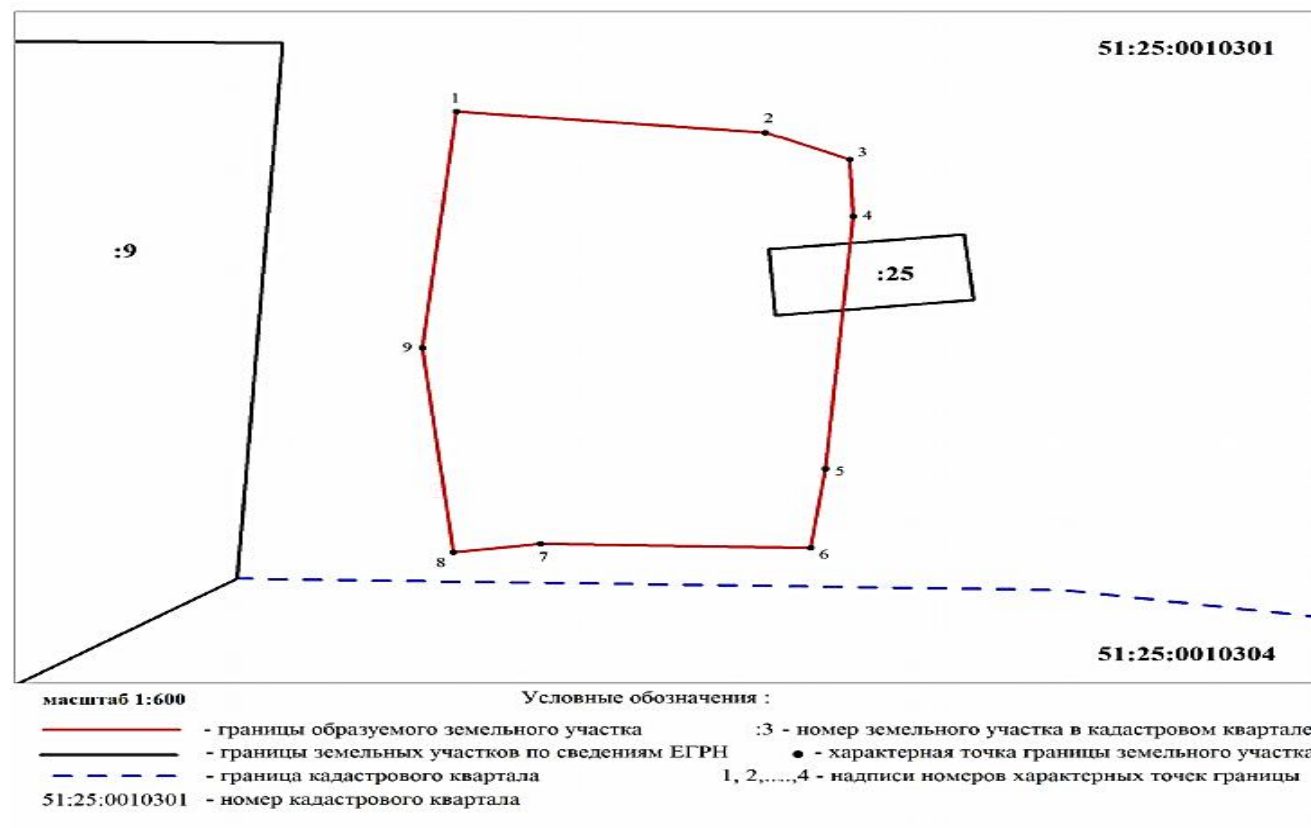 51:25:0010301
1
2
3
4
:9
:25
9
5
6
7
8
51:25:0010304
масштаб 1:600
Условные обозначения :
- границы образуемого земельного участка
:3 - номер земельного участка в кадастровом квартале
- границы земельных участков по сведениям ЕГРН
- характерная точка границы земельного участка
- граница кадастрового квартала
1, 2,.....,4 - надписи номеров характерных точек границы
51:25:0010301 - номер кадастрового квартала